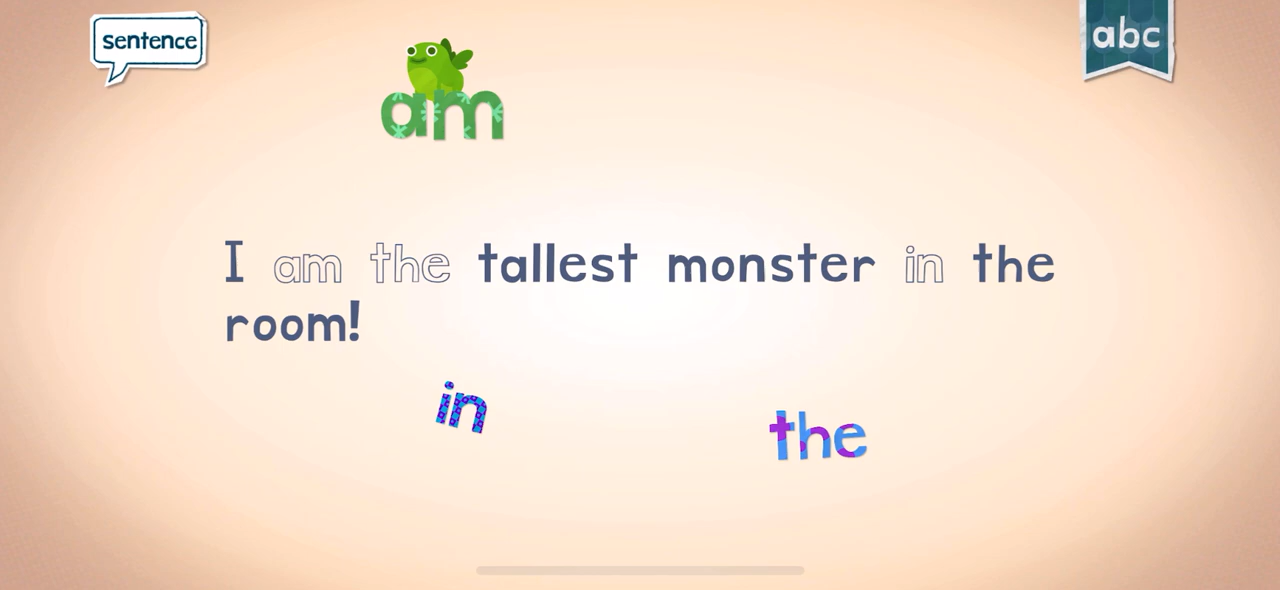 sentence
abc
am
I am the tallest monster in the
room!
in
the